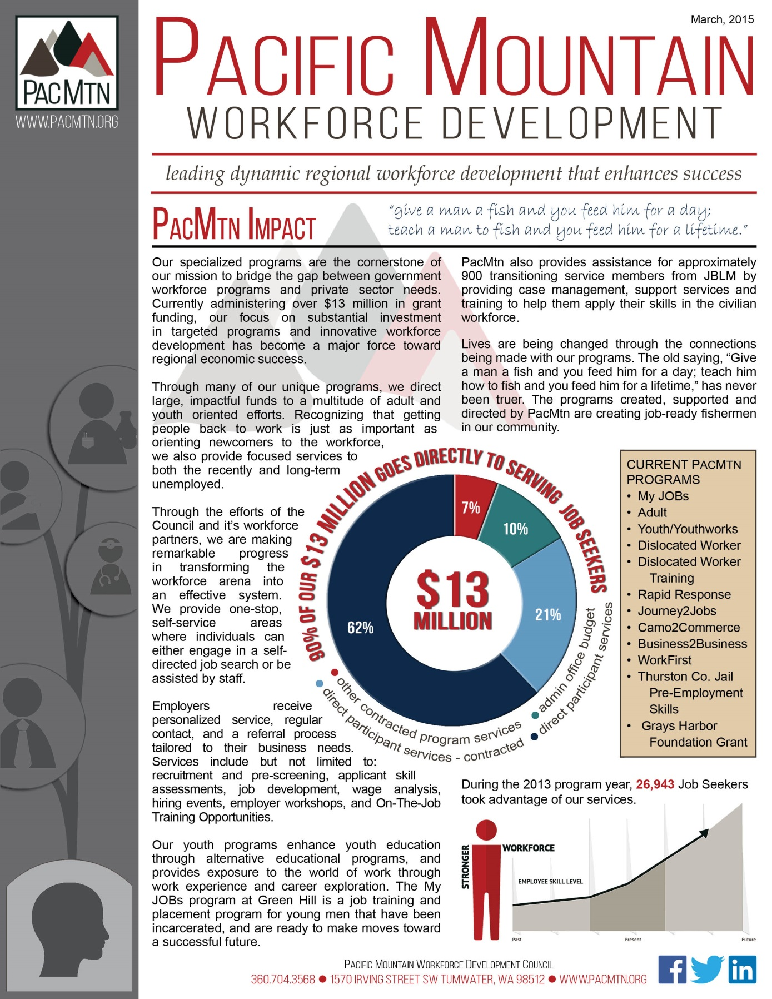 March, 2015
PACMTN
WWW.PACMTN.ORG
PACIFIC MOUNTAIN
WORKFORCE DEVELOPMENT
leading dynamic regional workforce development that enhances success
PACMTN IMPACT
“give a man a fish and you feed him for a day;
teach a man to fish and you feed him for a lifetime.”
Our specialized programs are the cornerstone of
our mission to bridge the gap between government
workforce programs and private sector needs.
Currently administering over $13 million in grant
funding, our focus on substantial investment
in targeted programs and innovative workforce
development has become a major force toward
regional economic success.
Through many of our unique programs, we direct
large, impactful funds to a multitude of adult and
youth oriented efforts. Recognizing that getting
people back to work is just as important as
orienting newcomers to the workforce,
we also provide focused services to
both the recently and long-term
unemployed.
Through the efforts of the
Council and it’s workforce
partners, we are making
remarkable progress
in transforming the
workforce arena into
an effective system.
We provide one-stop,
self-service areas
where individuals can
either engage in a self-
directed job search or be
assisted by staff.
Employers receive
personalized service, regular
contact, and a referral process
tailored to their business needs.
Services include but not limited to:
recruitment and pre-screening, applicant skill
assessments, job development, wage analysis,
hiring events, employer workshops, and On-The-Job
Training Opportunities.
Our youth programs enhance youth education
through alternative educational programs, and
provides exposure to the world of work through
work experience and career exploration. The My
JOBs program at Green Hill is a job training and
placement program for young men that have been
incarcerated, and are ready to make moves toward
a successful future.
PacMtn also provides assistance for approximately
900 transitioning service members from JBLM by
providing case management, support services and
training to help them apply their skills in the civilian
workforce.
Lives are being changed through the connections
being made with our programs. The old saying, “Give
a man a fish and you feed him for a day; teach him
how to fish and you feed him for a lifetime,” has never
been truer. The programs created, supported and
directed by PacMtn are creating job-ready fishermen
in our community.
90% OF OUR $13 MILLION GOES DIRECTLY TO SERVING JOB SEEKERS
7%
10%
21%
62%
$13
MILLION
other contracted program services
direct participant services - contracted
admin office budget
direct participant services
CURRENT PACMTN
PROGRAMS
• My JOBs
• Adult
• Youth/Youthworks
• Dislocated Worker
• Dislocated Worker
Training
• Rapid Response
• Journey2Jobs
• Camo2Commerce
• Business2Business
• WorkFirst
• Thurston Co. Jail
Pre-Employment
Skills
• Grays Harbor
Foundation Grant
During the 2013 program year, 26,943 Job Seekers
took advantage of our services.
STRONGER
WORKFORCE
EMPLOYEE SKILL LEVEL
Past
Present
Future
PACIFIC MOUNTAIN WORKFORCE DEVELOPMENT COUNCIL
360.704.3568 ● 1570 IRVING STREET SW TUMWATER, WA 98512 ● WWW.PACMTN.ORG